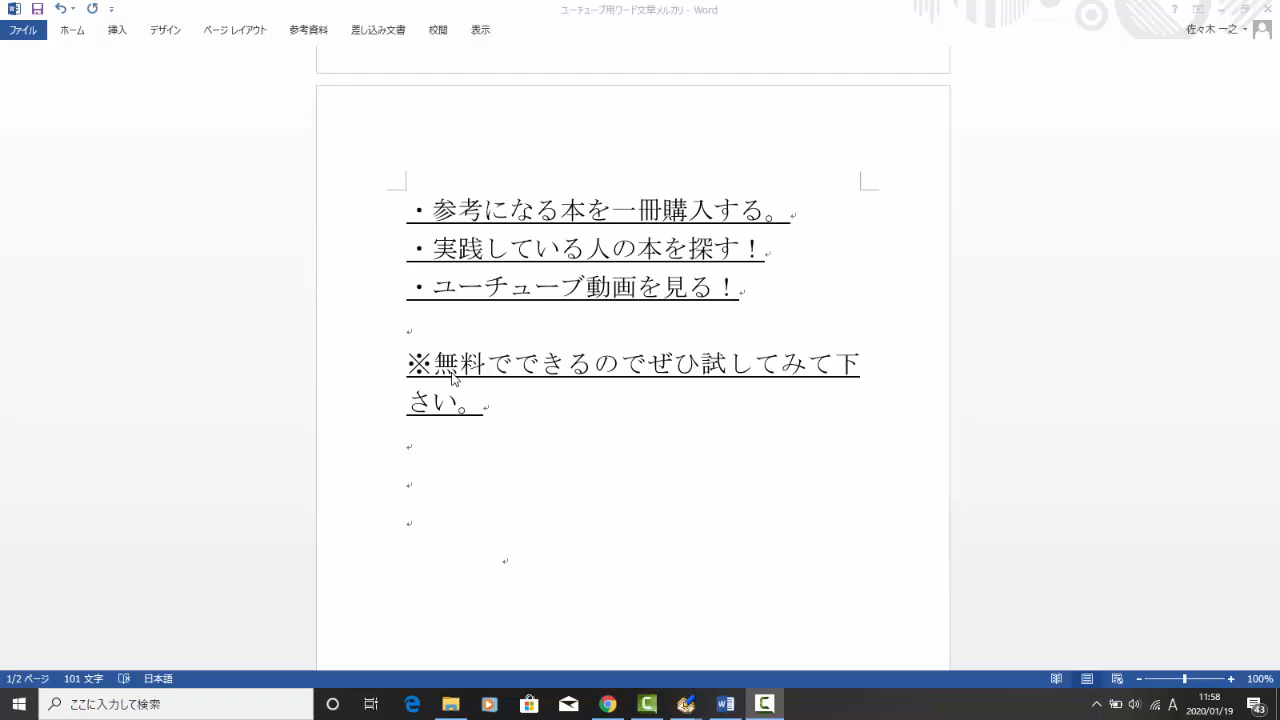 ユーチューブ用ワード文章メルカリ - Word
ファイル ホーム 挿入 デザイン ページ レイアウト 参考資料 差し込み文書 校閲 表示 佐々木 一之
・参考になる本を一冊購入する。
・実践している人の本を探す！
・ユーチューブ動画を見る！
※無料でできるのでぜひ試してみて下
さい。
1/2 ページ 101 文字 日本語 100%
ここに入力して検索
A 11:58
2020/01/19
43